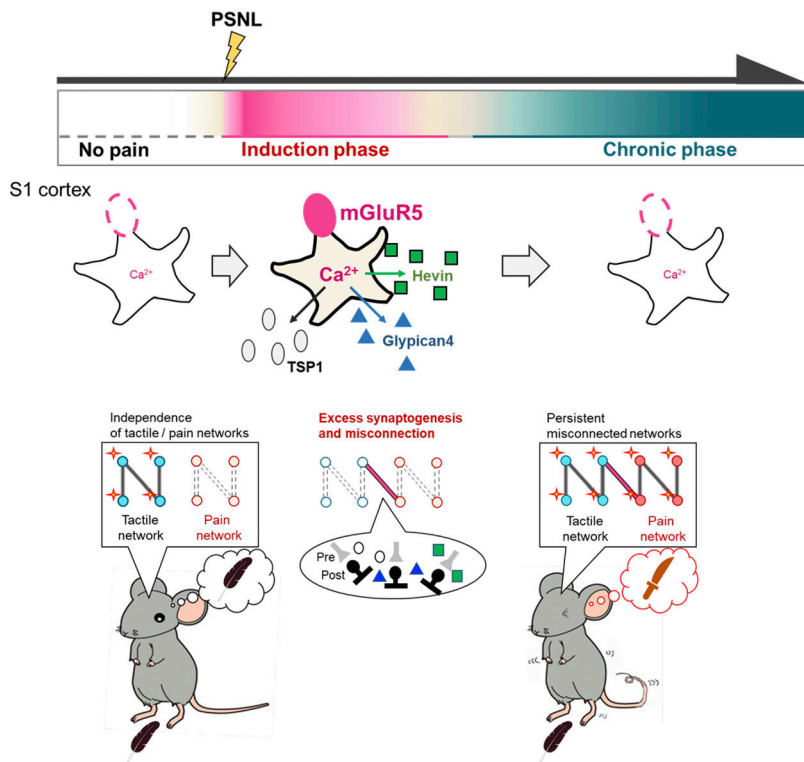 PSNL
No pain
Induction phase
Chronic phase
S1 cortex
mGluR5
Ca²⁺
Ca²⁺
Hevin
Ca²⁺
Glypican4
TSP1
Independence
of tactile / pain networks
Excess synaptogenesis
and misconnection
Persistent
misconnected networks
Tactile
network
Pain
network
Pre
Post
Tactile
network
Pain
network